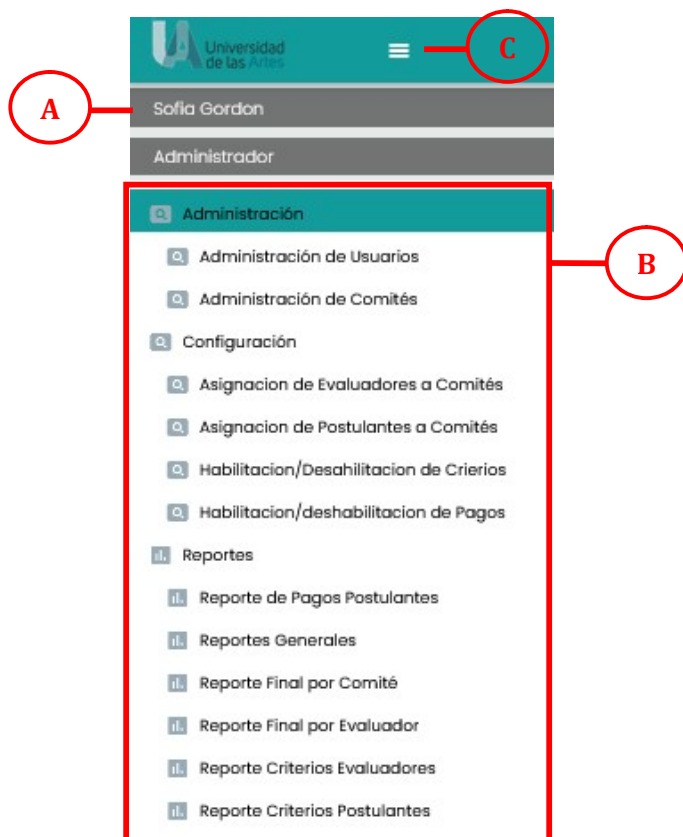 Universidad
de las Artes
C
A
Sofia Gordon
Administrador
Administración
Administración de Usuarios
B
Administración de Comités
Configuración
Asignacion de Evaluadores a Comités
Asignacion de Postulantes a Comités
Habilitacion/Desahilitacion de Crierios
Habilitacion/deshabilitacion de Pagos
Reportes
Reporte de Pagos Postulantes
Reportes Generales
Reporte Final por Comité
Reporte Final por Evaluador
Reporte Criterios Evaluadores
Reporte Criterios Postulantes